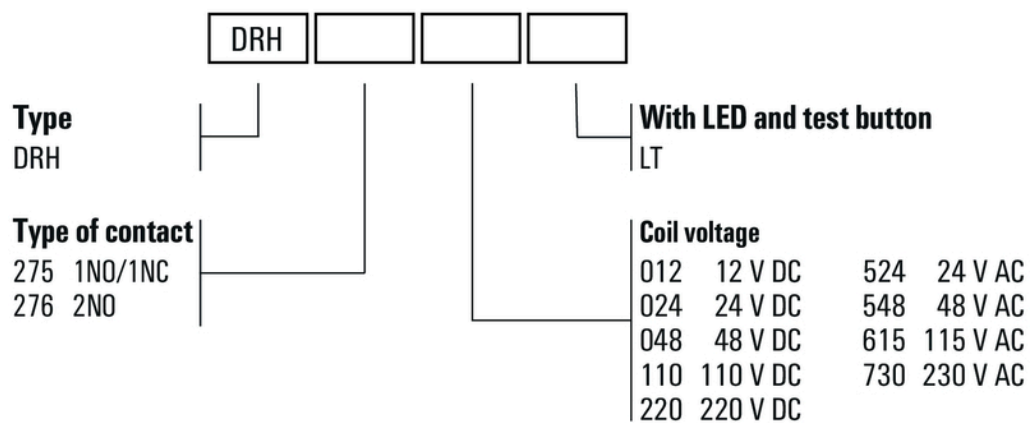 DRH
Type
DRH
With LED and test button
LT
Type of contact
275 1NO/1NC
276 2NO
Coil voltage
012 12 V DC 524 24 V AC
024 24 V DC 548 48 V AC
048 48 V DC 615 115 V AC
110 110 V DC 730 230 V AC
220 220 V DC